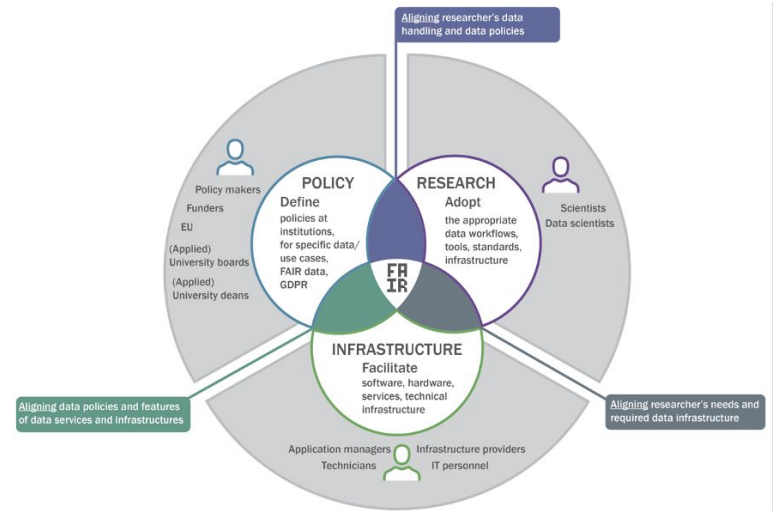 Aligning researcher's data
handling and data policies
Policy makers
Funders
EU
(Applied)
University boards
(Applied)
University deans
POLICY
Define
policies at
institutions,
for specific data/
use cases,
FAIR data,
GDPR
RESEARCH
Adopt
the appropriate
data workflows,
tools, standards,
infrastructure
Scientists
Data scientists
FA
IR
INFRASTRUCTURE
Facilitate
software, hardware,
services, technical
infrastructure
Aligning data policies and features
of data services and infrastructures
Aligning researcher's needs and
required data infrastructure
Application managers
Technicians
Infrastructure providers
IT personnel